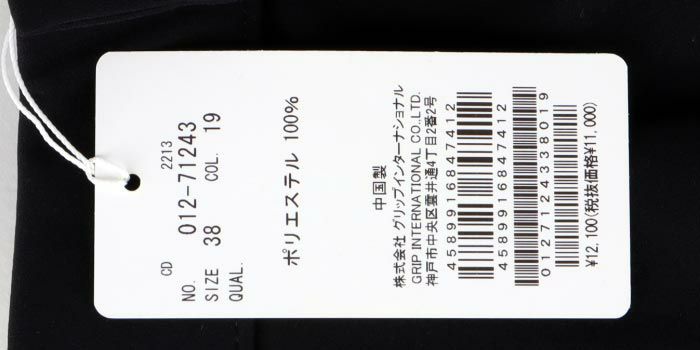 CD 2213
NO. 012-71243
SIZE 38 COL. 19
QUAL.
ポリエステル 100%
中国製
株式会社 グリップインターナショナル
GRIP INTERNATIONAL CO.,LTD.
神戸市中央区雲井通4丁目2番2号
4589916847412
4589916847412
0127124338019
¥12,100(税抜価格¥11,000)